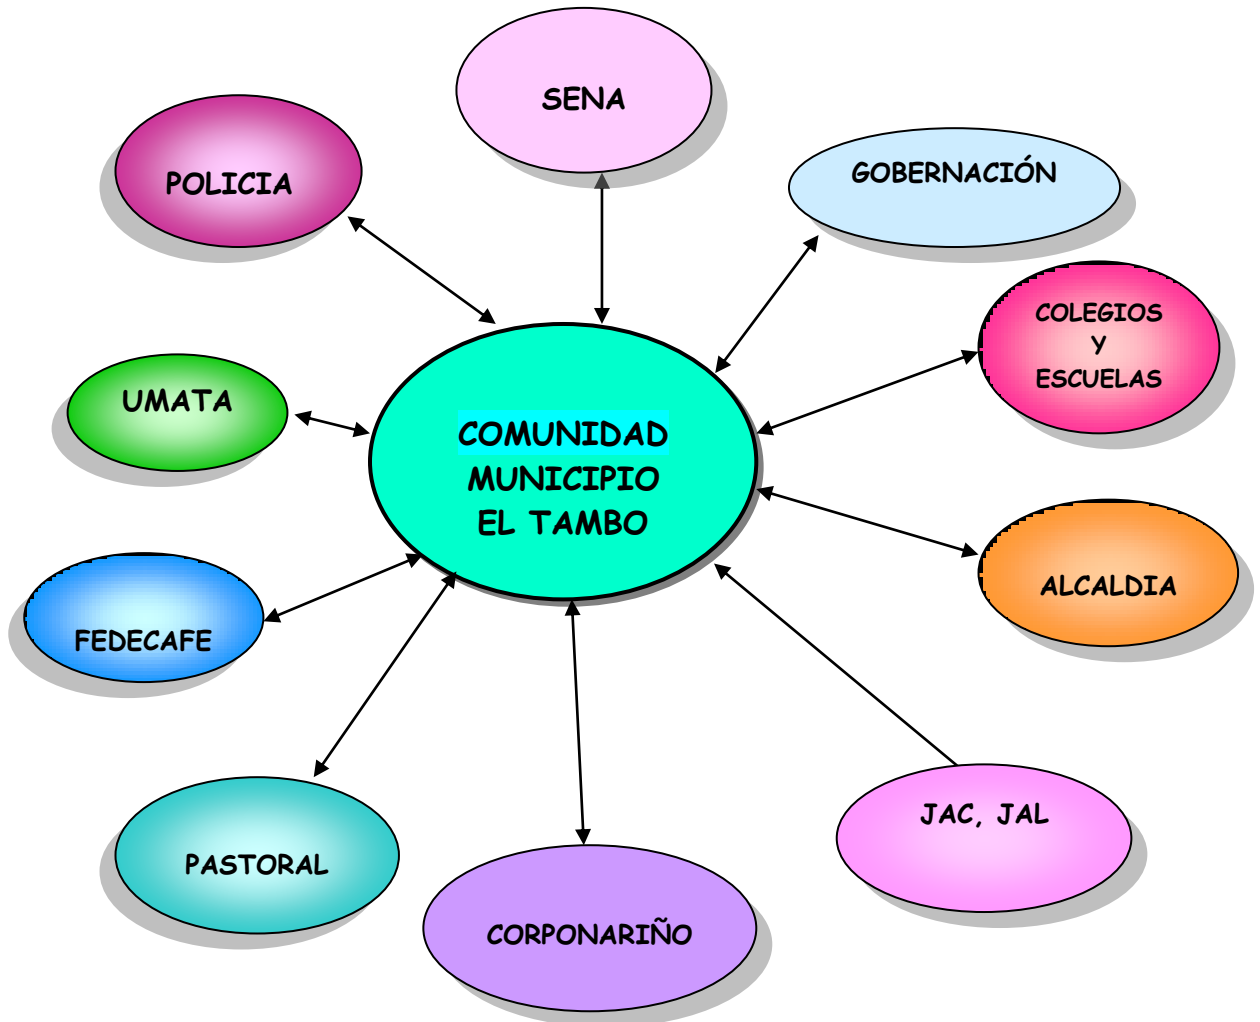 SENA
POLICIA
GOBERNACIÓN
COLEGIOS
Y
ESCUELAS
UMATA
COMUNIDAD
MUNICIPIO
EL TAMBO
ALCALDIA
FEDECAFE
JAC, JAL
PASTORAL
CORPONARIÑO